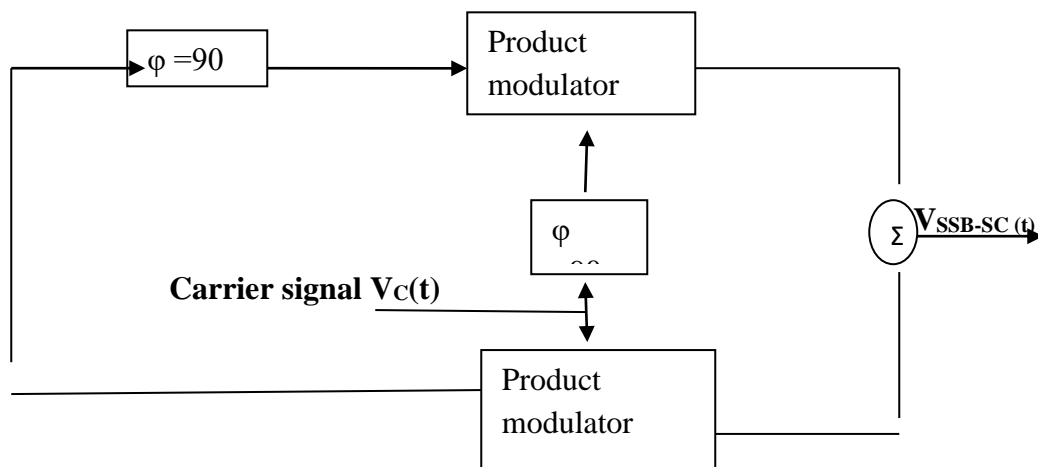 φ =90
Product
modulator
φ
Σ
VSSB-SC (t)
Carrier signal VC(t)
Product
modulator